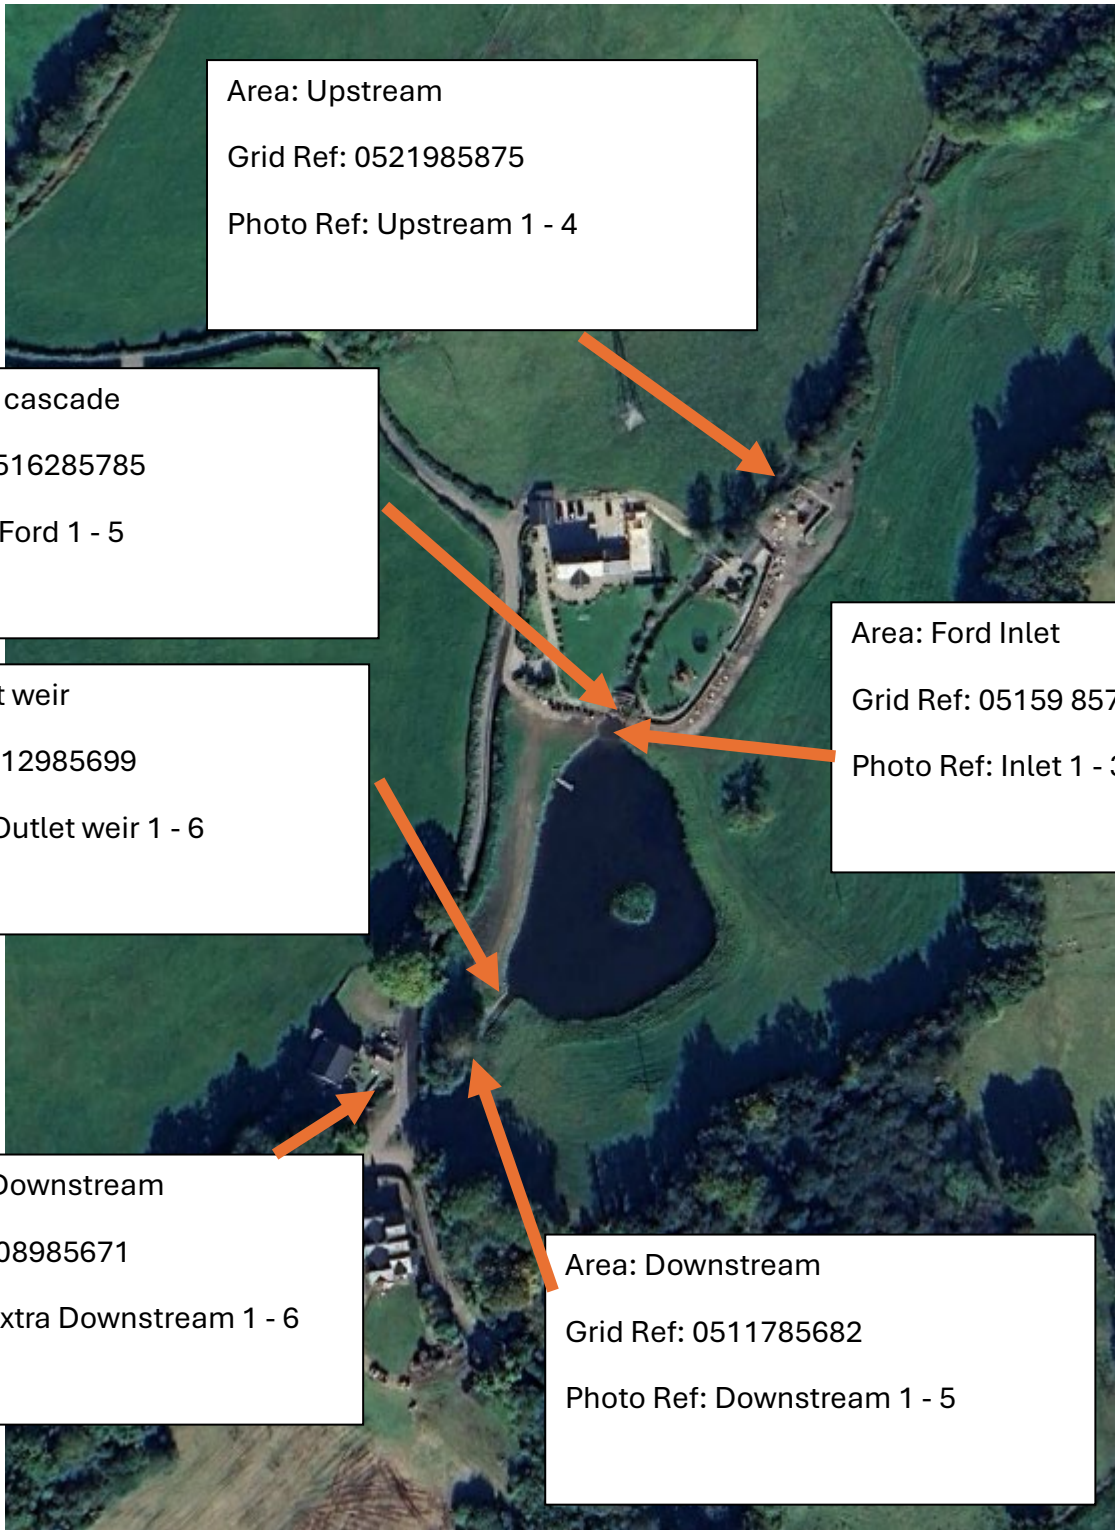 Area: Upstream
Grid Ref: 0521985875
Photo Ref: Upstream 1 - 4
cascade
516285785
Ford 1 - 5
Area: Ford Inlet
Grid Ref: 05159 857
Photo Ref: Inlet 1 - 3
t weir
12985699
Outlet weir 1 - 6
Downstream
08985671
xtra Downstream 1 - 6
Area: Downstream
Grid Ref: 0511785682
Photo Ref: Downstream 1 - 5